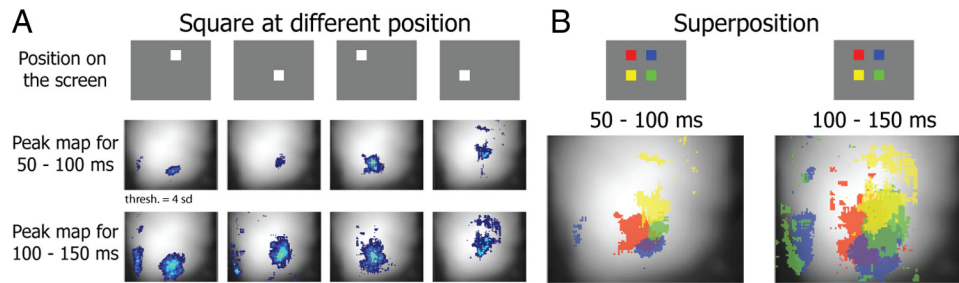 A
Square at different position
Position on
the screen
Peak map for
50 - 100 ms
thresh. = 4 sd
Peak map for
100 - 150 ms
B
Superposition
50 - 100 ms
100 - 150 ms